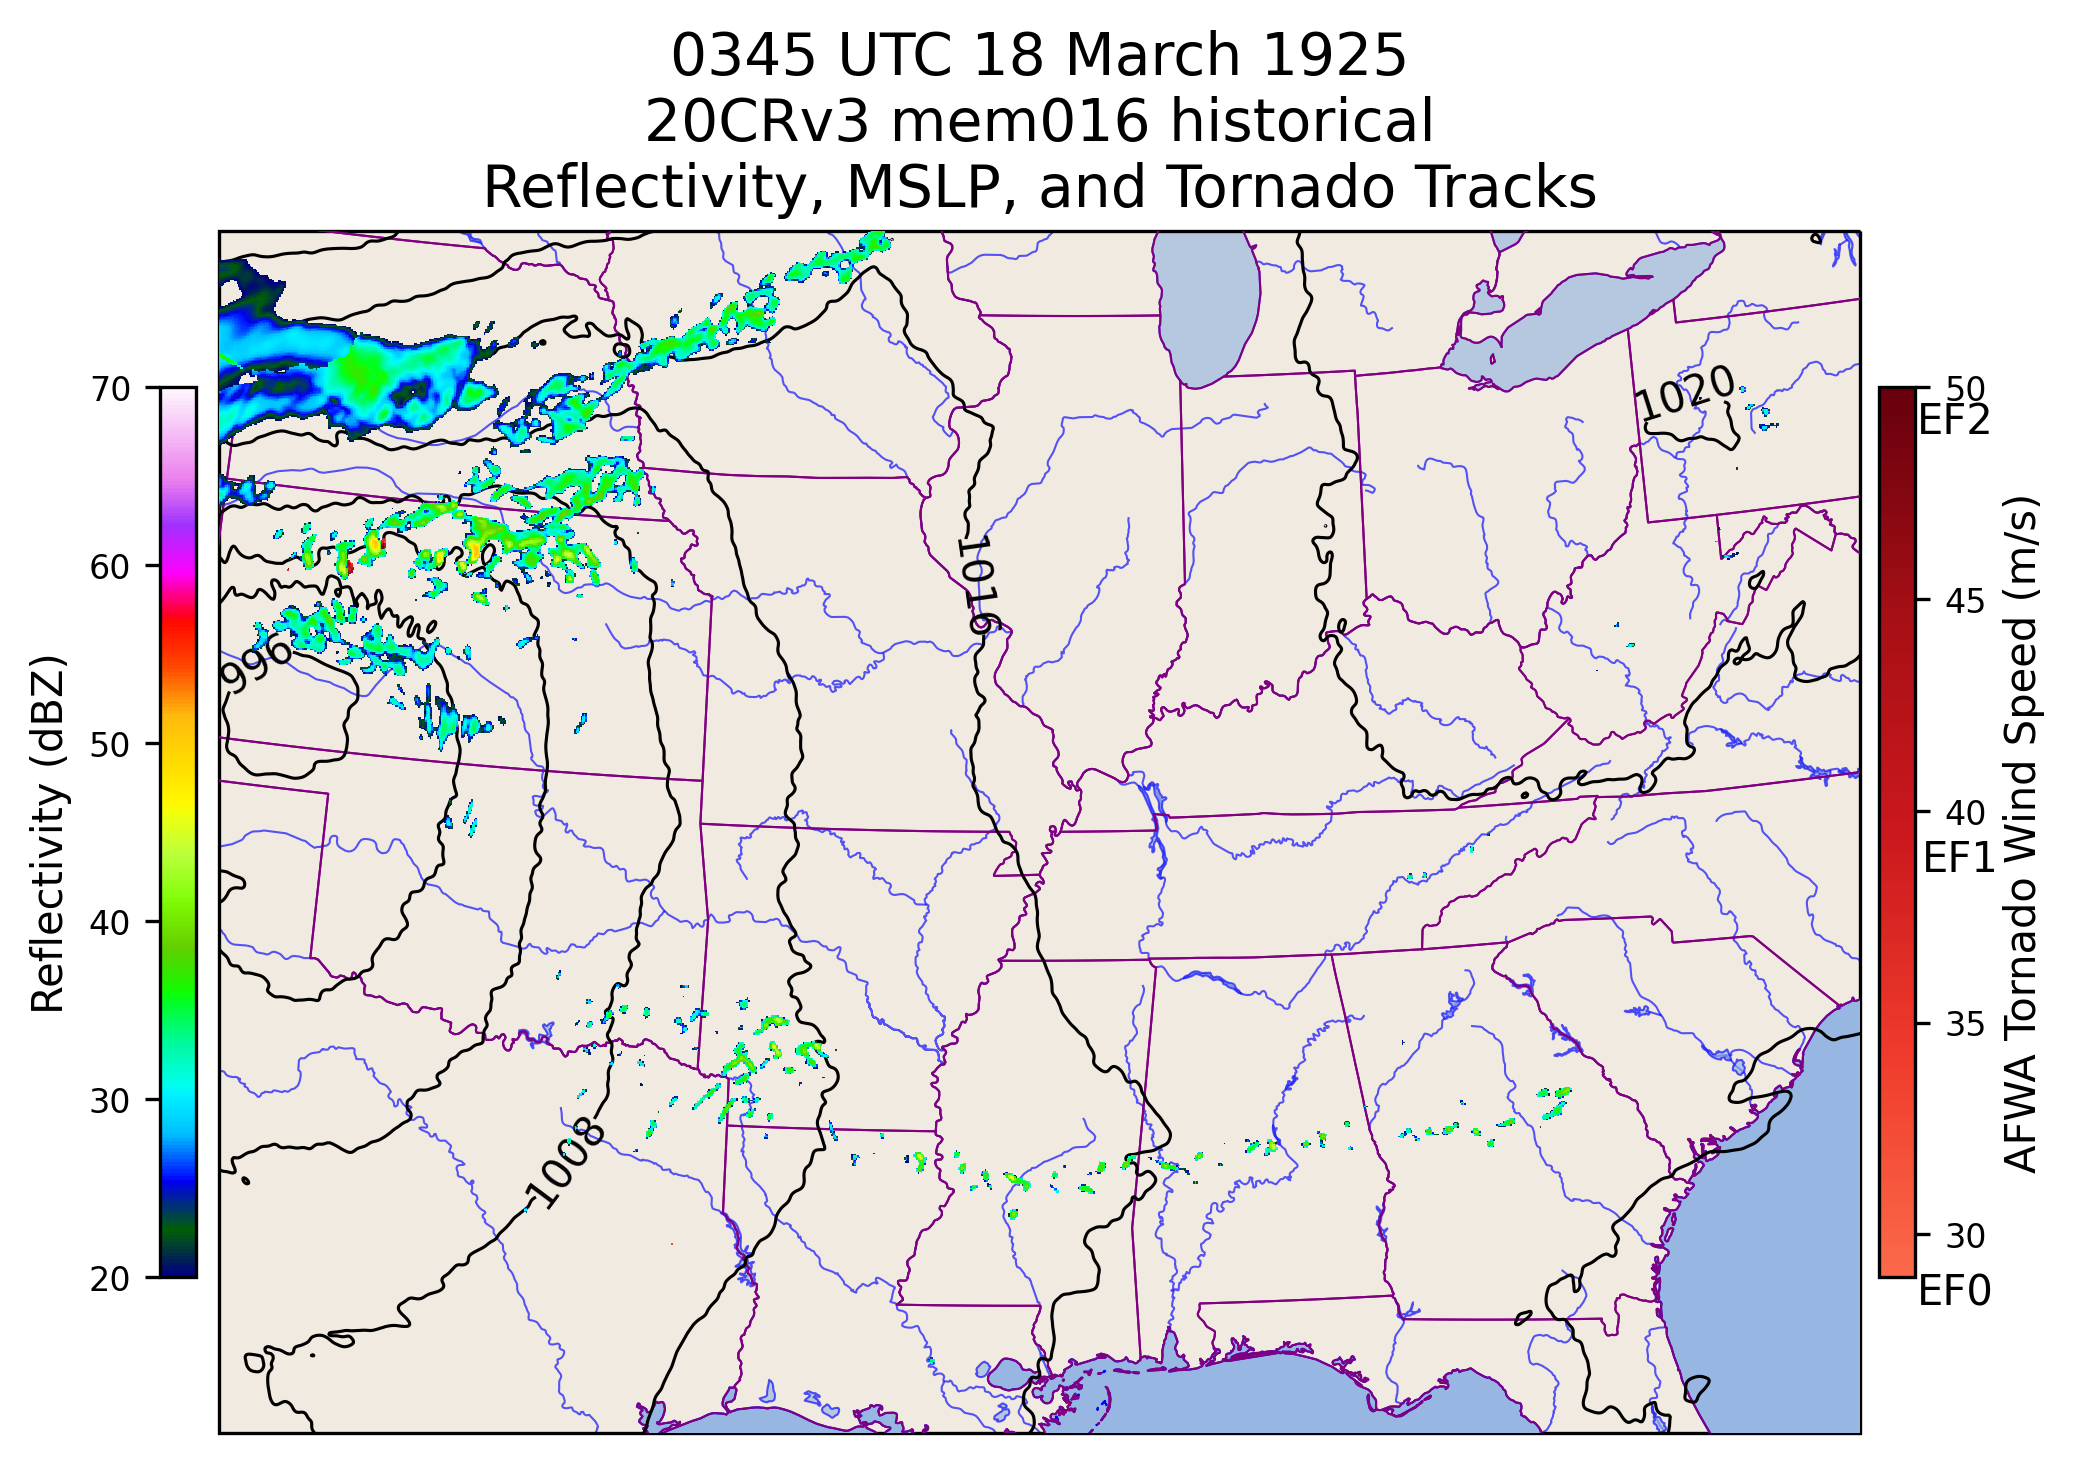 0345 UTC 18 March 1925
20CRv3 mem016 historical
Reflectivity, MSLP, and Tornado Tracks
Reflectivity (dBZ)
70
60
50
40
30
20
996
1008
1016
1020
50
EF2
45
40
EF1
35
30
EF0
AFWA Tornado Wind Speed (m/s)